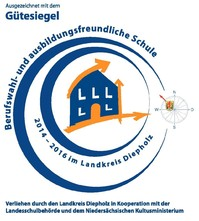 Ausgezeichnet mit dem
Gütesiegel
Berufswahl- und ausbildungsfreundliche Schule
2014 – 2016 im Landkreis Diepholz
Verliehen durch den Landkreis Diepholz in Kooperation mit der
Landesschulbehörde und dem Niedersächsischen Kultusministerium